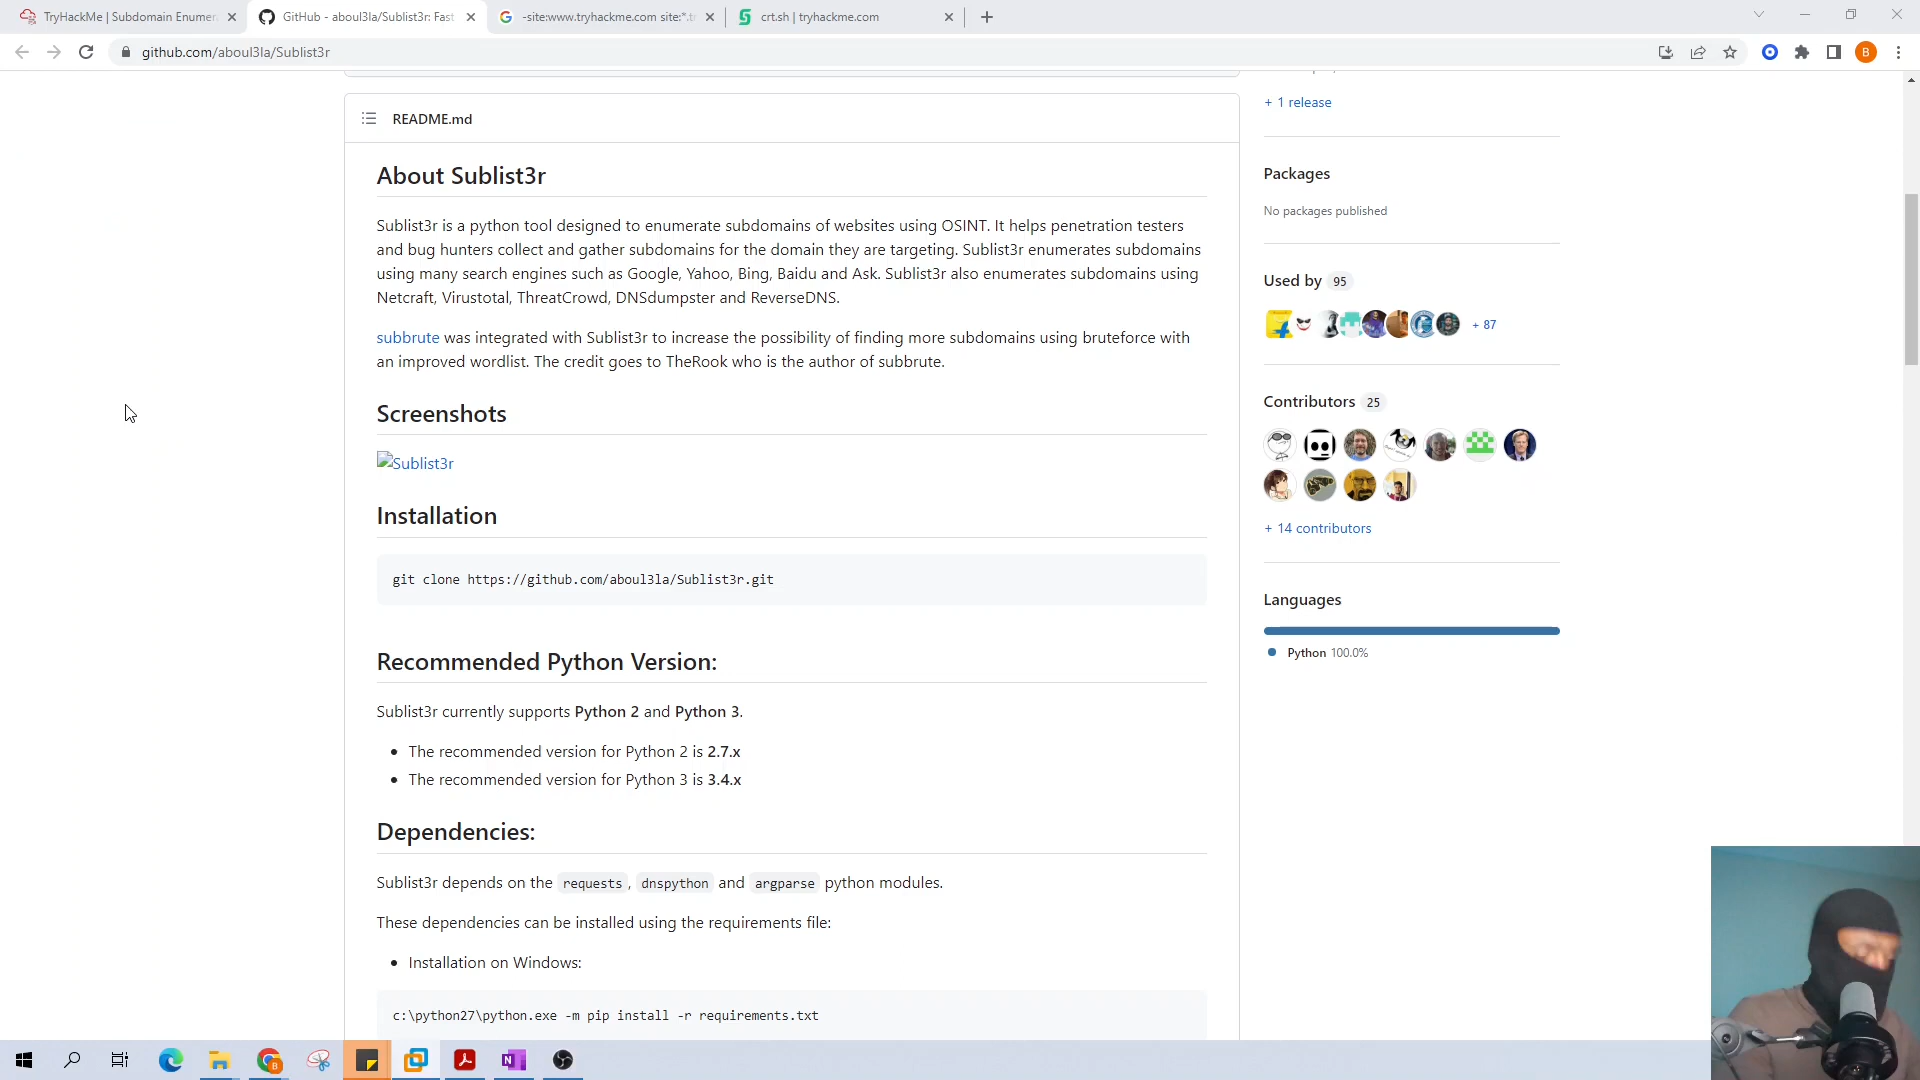 TryHackMe | Subdomain Enumer
GitHub - aboul3la/Sublist3r: Fast
-site:www.tryhackme.com site:*.tr
crt.sh | tryhackme.com
github.com/aboul3la/Sublist3r
B
README.md
About Sublist3r
Sublist3r is a python tool designed to enumerate subdomains of websites using OSINT. It helps penetration testers
and bug hunters collect and gather subdomains for the domain they are targeting. Sublist3r enumerates subdomains
using many search engines such as Google, Yahoo, Bing, Baidu and Ask. Sublist3r also enumerates subdomains using
Netcraft, Virustotal, ThreatCrowd, DNSdumpster and ReverseDNS.
subbrute was integrated with Sublist3r to increase the possibility of finding more subdomains using bruteforce with
an improved wordlist. The credit goes to TheRook who is the author of subbrute.
Screenshots
Sublist3r
Installation
git clone https://github.com/aboul3la/Sublist3r.git
Recommended Python Version:
Sublist3r currently supports Python 2 and Python 3.
• The recommended version for Python 2 is 2.7.x
• The recommended version for Python 3 is 3.4.x
Dependencies:
Sublist3r depends on the requests, dnspython and argparse python modules.
These dependencies can be installed using the requirements file:
• Installation on Windows:
c:\python27\python.exe -m pip install -r requirements.txt
+ 1 release
Packages
No packages published
Used by 95
+ 87
Contributors 25
+ 14 contributors
Languages
Python 100.0%